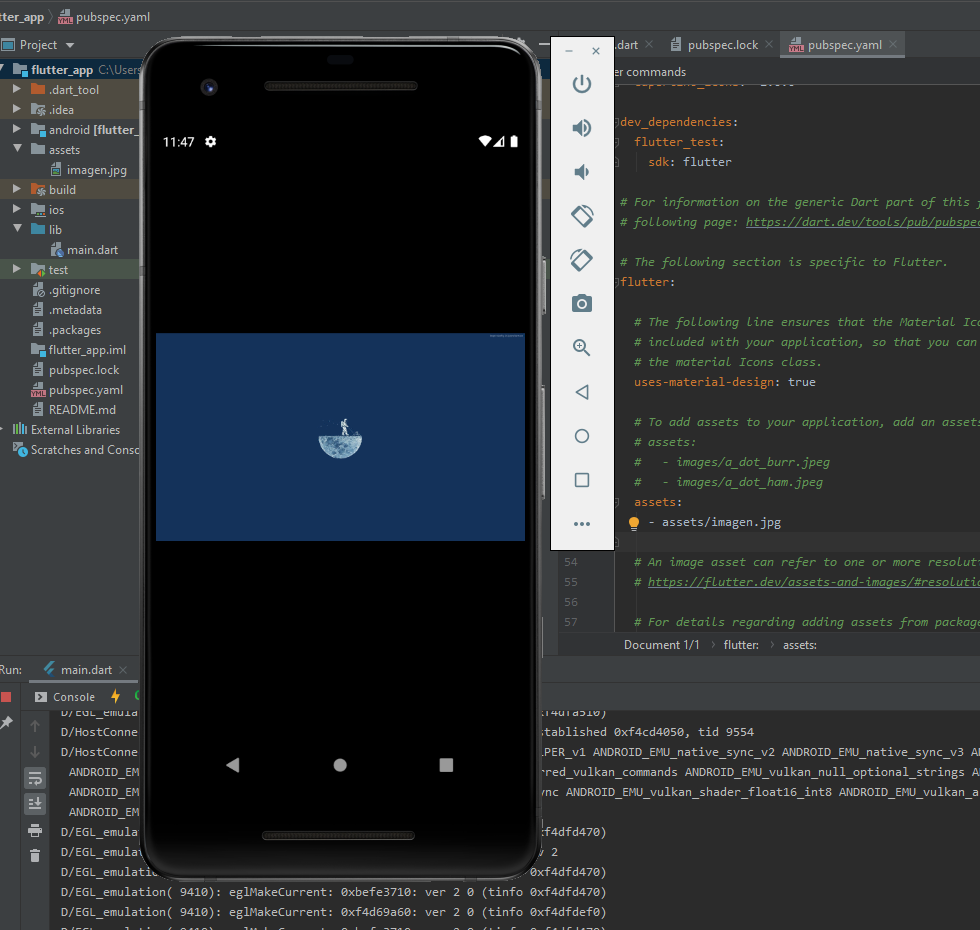 tter_app pubspec.yaml
Project
flutter_app C:\Users
.dart_tool
.idea
android [flutter_
assets
imagen.jpg
build
ios
lib
main.dart
test
.gitignore
.metadata
.packages
flutter_app.iml
pubspec.lock
pubspec.yaml
README.md
External Libraries
Scratches and Conso
11:47
.dart pubspec.lock pubspec.yaml
er commands
dev_dependencies:
flutter_test:
sdk: flutter
# For information on the generic Dart part of this
# following page: https://dart.dev/tools/pub/pubspec
# The following section is specific to Flutter.
flutter:
# The following line ensures that the Material Ico
# included with your application, so that you can
# the material Icons class.
uses-material-design: true
# To add assets to your application, add an assets
# assets:
#   - images/a_dot_burr.jpeg
#   - images/a_dot_ham.jpeg
assets:
- assets/imagen.jpg
54 # An image asset can refer to one or more resolut
55 # https://flutter.dev/assets-and-images/#resolutio
56
57 # For details regarding adding assets from package
Document 1/1 flutter: assets:
Run: main.dart
Console
D/EGL_emula xf4dfa510)
D/HostConne stablished 0xf4cd4050, tid 9554
D/HostConne LPER_v1 ANDROID_EMU_native_sync_v2 ANDROID_EMU_native_sync_v3 AN
ANDROID_EM rred_vulkan_commands ANDROID_EMU_vulkan_null_optional_strings AN
ANDROID_EM ync ANDROID_EMU_vulkan_shader_float16_int8 ANDROID_EMU_vulkan_a
ANDROID_EM
D/EGL_emula xf4dfd470)
D/EGL_emula v 2
D/EGL_emulation 0xf4dfd470)
D/EGL_emulation( 9410): eglMakeCurrent: 0xbefe3710: ver 2 0 (tinfo 0xf4dfd470)
D/EGL_emulation( 9410): eglMakeCurrent: 0xf4d69a60: ver 2 0 (tinfo 0xf4dfdef0)